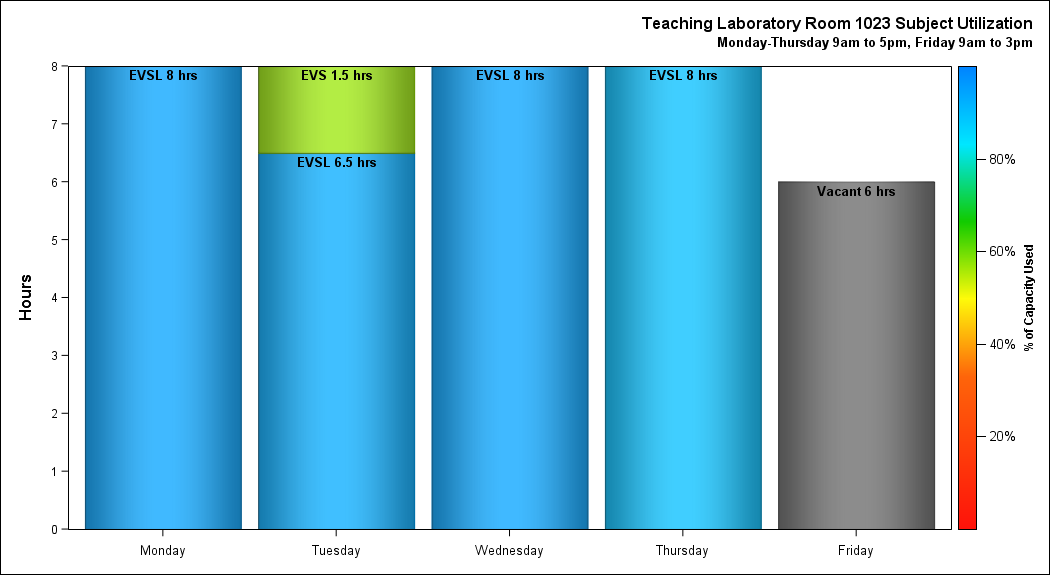 Teaching Laboratory Room 1023 Subject Utilization
Monday-Thursday 9am to 5pm, Friday 9am to 3pm
Hours
8
7
6
5
4
3
2
1
0
EVSL 8 hrs
EVS 1.5 hrs
EVSL 6.5 hrs
EVSL 8 hrs
EVSL 8 hrs
Vacant 6 hrs
Monday
Tuesday
Wednesday
Thursday
Friday
80%
60%
40%
20%
% of Capacity Used